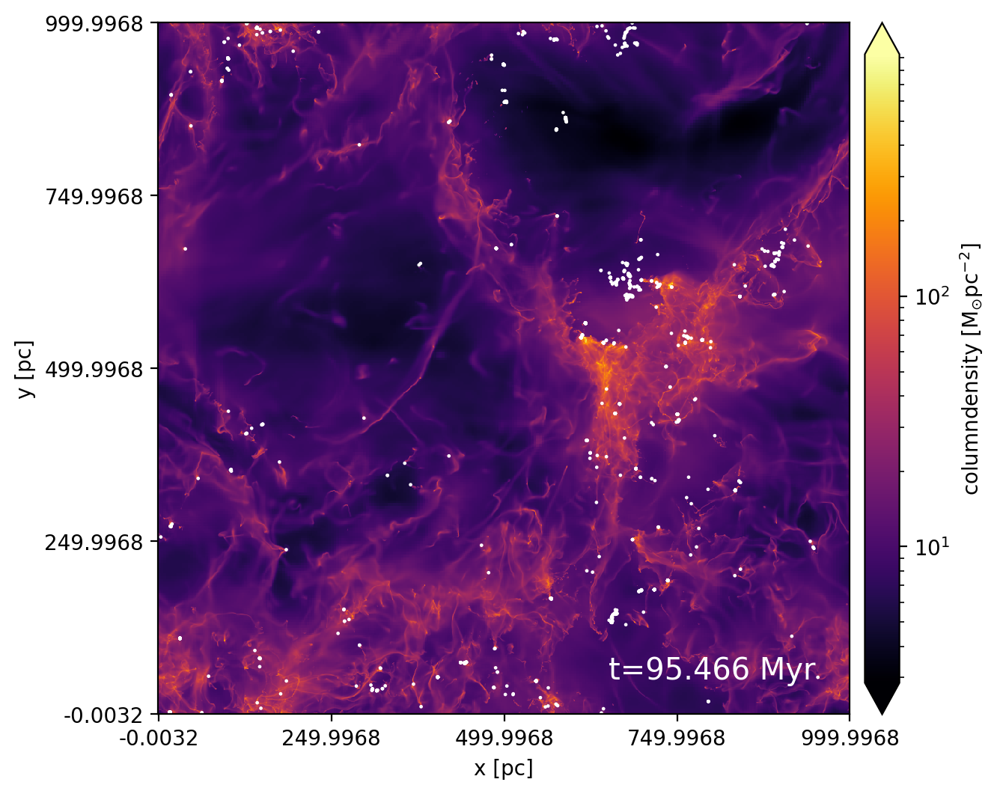 999.9968
749.9968
499.9968
249.9968
-0.0032
y [pc]
t=95.466 Myr.
-0.0032 249.9968 499.9968 749.9968 999.9968
x [pc]
10²
10¹
columndensity [M⊙pc⁻²]